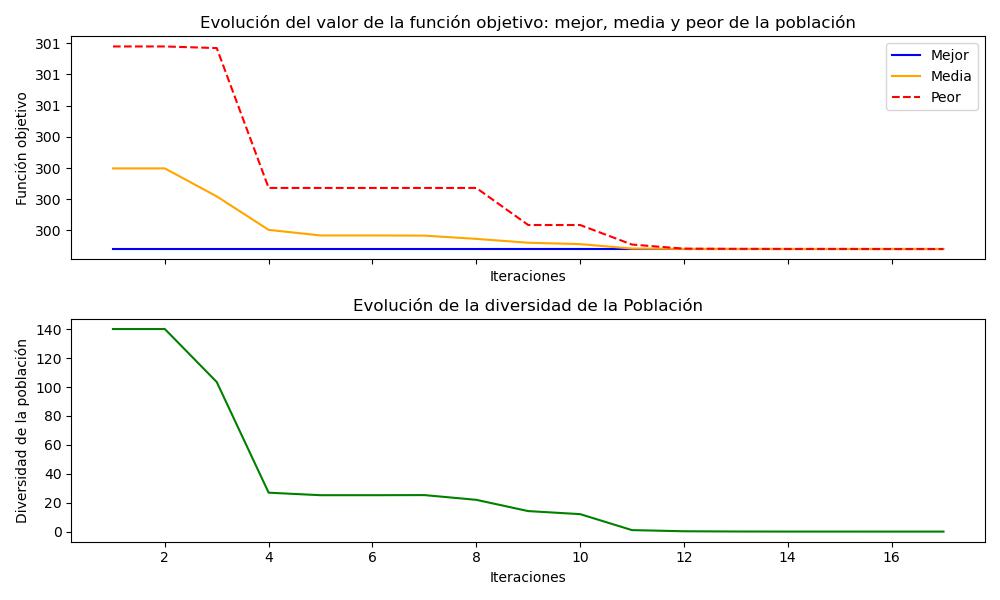 Evolución del valor de la función objetivo: mejor, media y peor de la población
301
301
301
300
300
300
300
Función objetivo
Mejor
Media
Peor
Iteraciones
Evolución de la diversidad de la Población
140
120
100
80
60
40
20
0
Diversidad de la población
2 4 6 8 10 12 14 16
Iteraciones